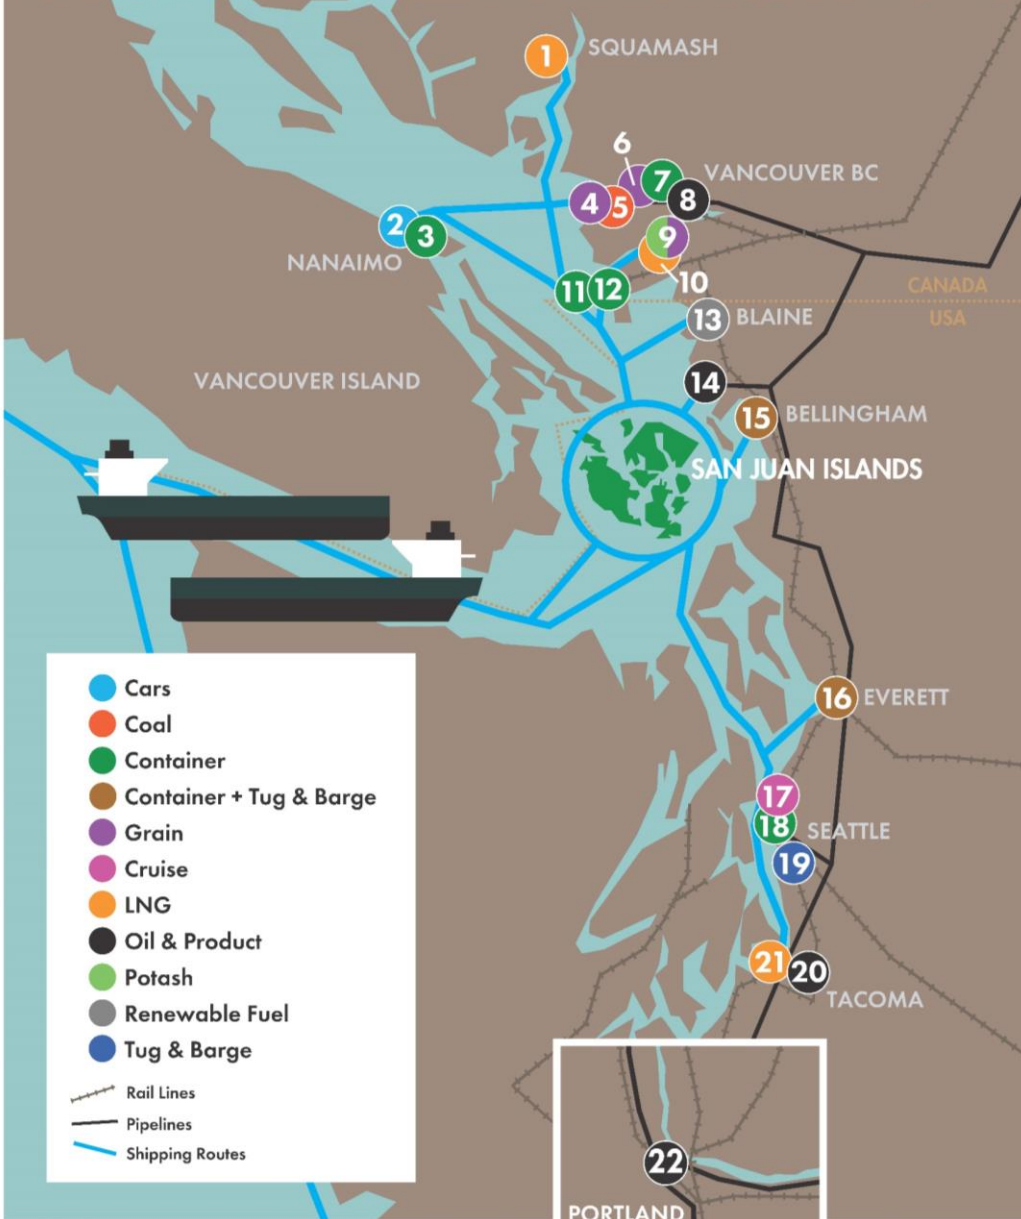 1
SQUAMASH
6
VANCOUVER BC
7
8
4
5
2
3
9
NANAIMO
10
11
12
CANADA
USA
13
BLAINE
VANCOUVER ISLAND
14
15
BELLINGHAM
SAN JUAN ISLANDS
Cars
Coal
Container
Container + Tug & Barge
Grain
Cruise
LNG
Oil & Product
Potash
Renewable Fuel
Tug & Barge
Rail Lines
Pipelines
Shipping Routes
16
EVERETT
17
18
SEATTLE
19
21
20
TACOMA
22
PORTLAND